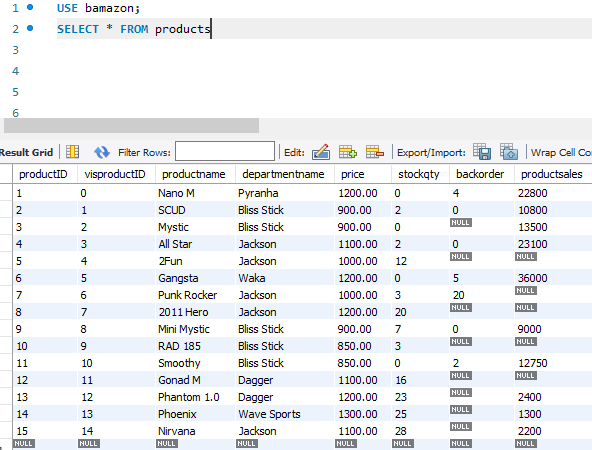 1 USE bamazon;
2 SELECT * FROM products
3
4
5
6
Result Grid Filter Rows: Edit: Export/Import: Wrap Cell Co
productID visproductID productname departmentname price stockqty backorder productsales
1 0 Nano M Pyranha 1200.00 0 4 22800
2 1 SCUD Bliss Stick 900.00 2 0 10800
3 2 Mystic Bliss Stick 900.00 0 NULL 13500
4 3 All Star Jackson 1100.00 2 0 23100
5 4 2Fun Jackson 1000.00 12 NULL NULL
6 5 Gangsta Waka 1200.00 0 5 36000
7 6 Punk Rocker Jackson 1000.00 3 20 NULL
8 7 2011 Hero Jackson 1200.00 20 NULL NULL
9 8 Mini Mystic Bliss Stick 900.00 7 0 9000
10 9 RAD 185 Bliss Stick 850.00 3 NULL NULL
11 10 Smoothy Bliss Stick 850.00 0 2 12750
12 11 Gonad M Dagger 1100.00 16 NULL NULL
13 12 Phantom 1.0 Dagger 1200.00 23 NULL 2400
14 13 Phoenix Wave Sports 1300.00 25 NULL 1300
15 14 Nirvana Jackson 1100.00 28 NULL 2200
NULL NULL NULL NULL NULL NULL NULL NULL